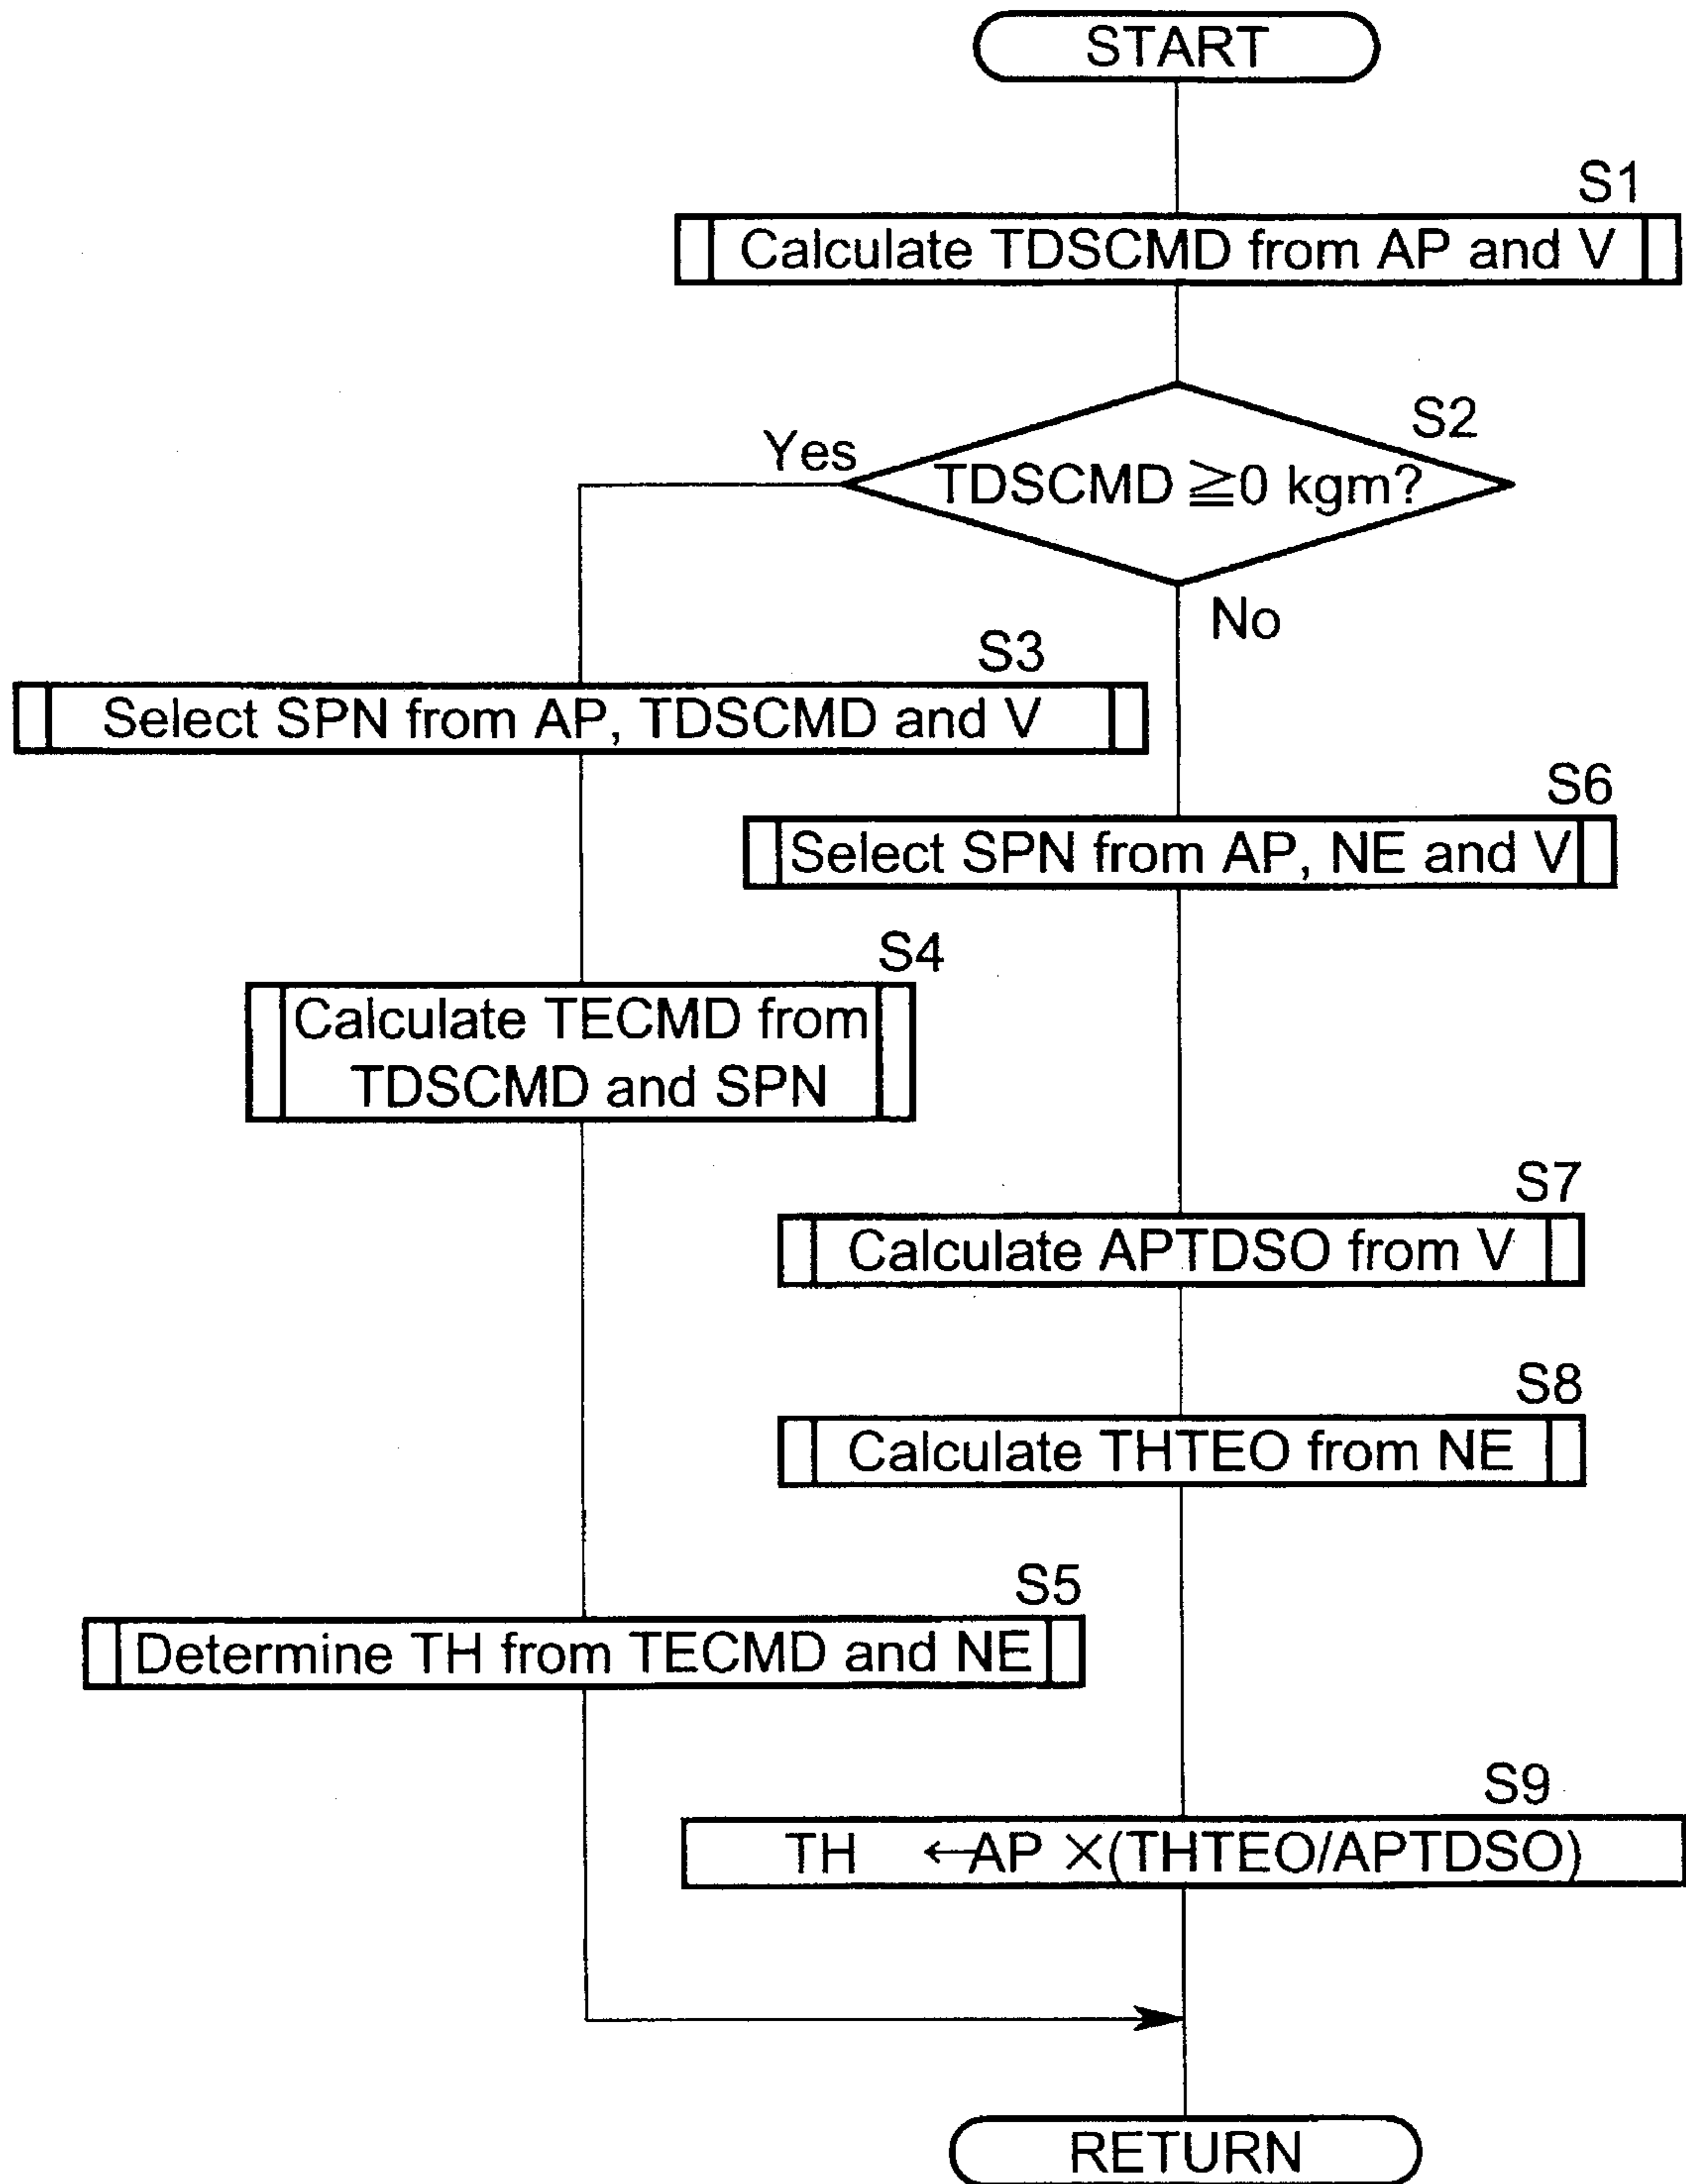 START
S1
Calculate TDSCMD from AP and V
S2
Yes
TDSCMD ≧0 kgm?
No
S3
Select SPN from AP, TDSCMD and V
S6
Select SPN from AP, NE and V
S4
Calculate TECMD from
TDSCMD and SPN
S7
Calculate APTDSO from V
S8
Calculate THTEO from NE
S5
Determine TH from TECMD and NE
S9
TH ←AP ×(THTEO/APTDSO)
RETURN